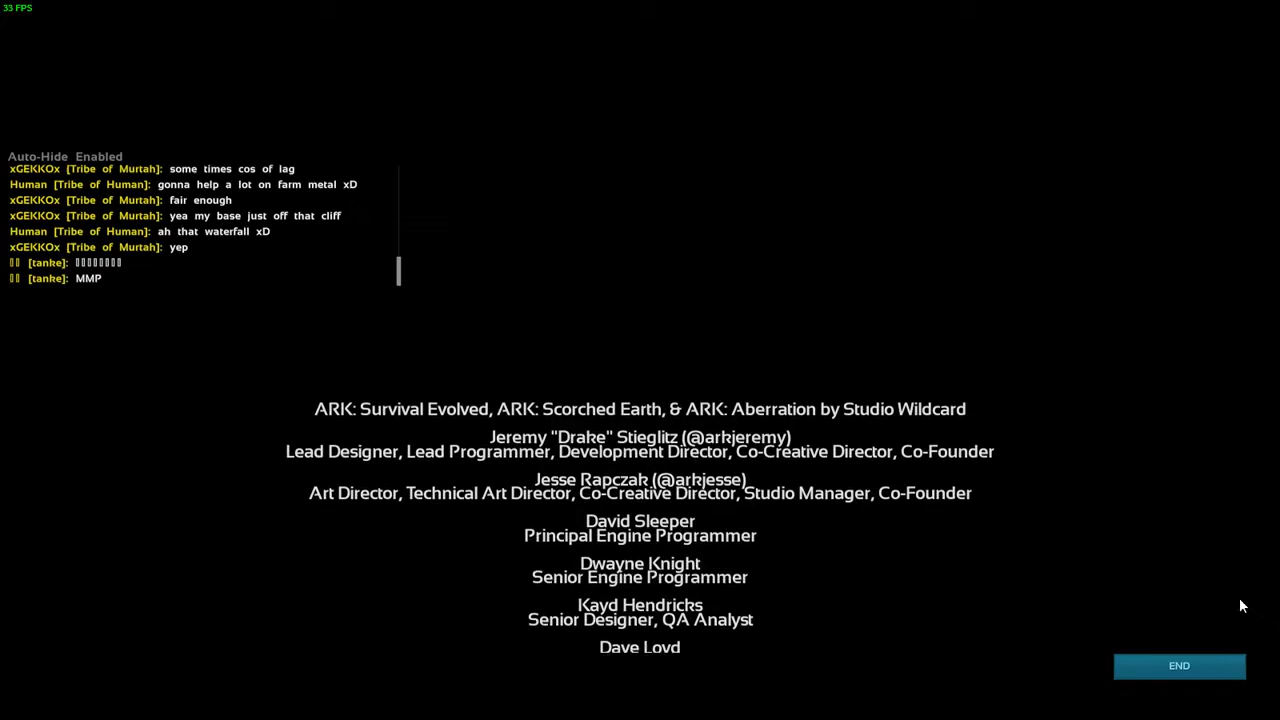 33 FPS
Auto-Hide Enabled
xGEKKOx [Tribe of Murtah]: some times cos of lag
Human [Tribe of Human]: gonna help a lot on farm metal xD
xGEKKOx [Tribe of Murtah]: fair enough
xGEKKOx [Tribe of Murtah]: yea my base just off that cliff
Human [Tribe of Human]: ah that waterfall xD
xGEKKOx [Tribe of Murtah]: yep
[tanke]:
[tanke]: MMP
ARK: Survival Evolved, ARK: Scorched Earth, & ARK: Aberration by Studio Wildcard
Jeremy "Drake" Stieglitz (@arkjeremy)
Lead Designer, Lead Programmer, Development Director, Co-Creative Director, Co-Founder
Jesse Rapczak (@arkjesse)
Art Director, Technical Art Director, Co-Creative Director, Studio Manager, Co-Founder
David Sleeper
Principal Engine Programmer
Dwayne Knight
Senior Engine Programmer
Kayd Hendricks
Senior Designer, QA Analyst
Dave Loyd
END